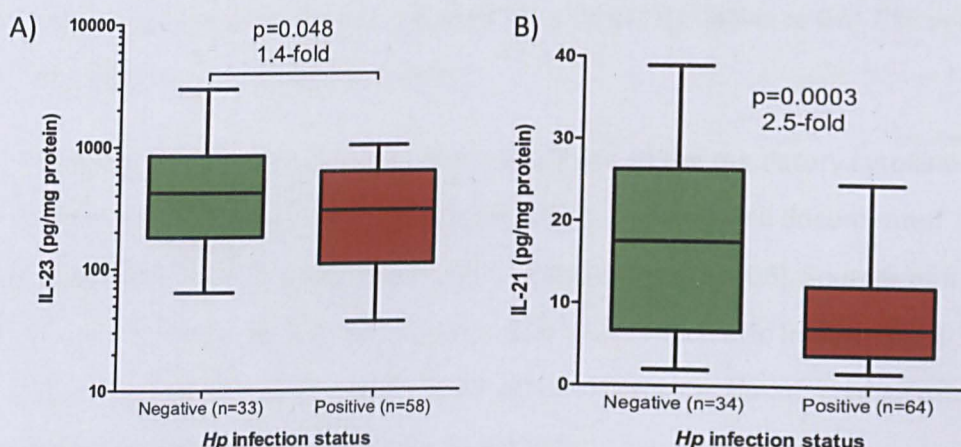 A)
p=0.048
1.4-fold
10000
1000
100
10
IL-23 (pg/mg protein)
Negative (n=33) Positive (n=58)
Hp infection status
B)
p=0.0003
2.5-fold
40
30
20
10
0
IL-21 (pg/mg protein)
Negative (n=34) Positive (n=64)
Hp infection status